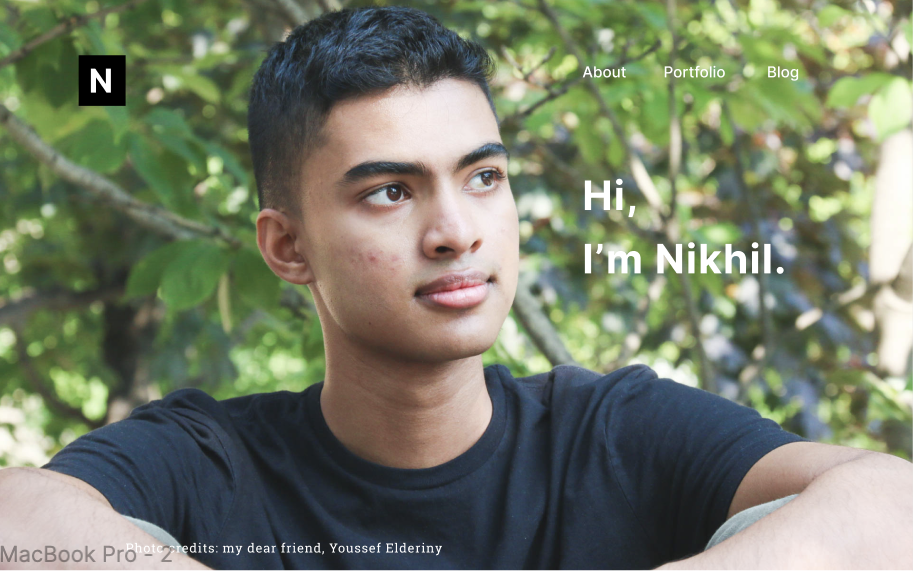 N
About Portfolio Blog
Hi,
I’m Nikhil.
Photo credits: my dear friend, Youssef Elderiny
MacBook Pro - 2